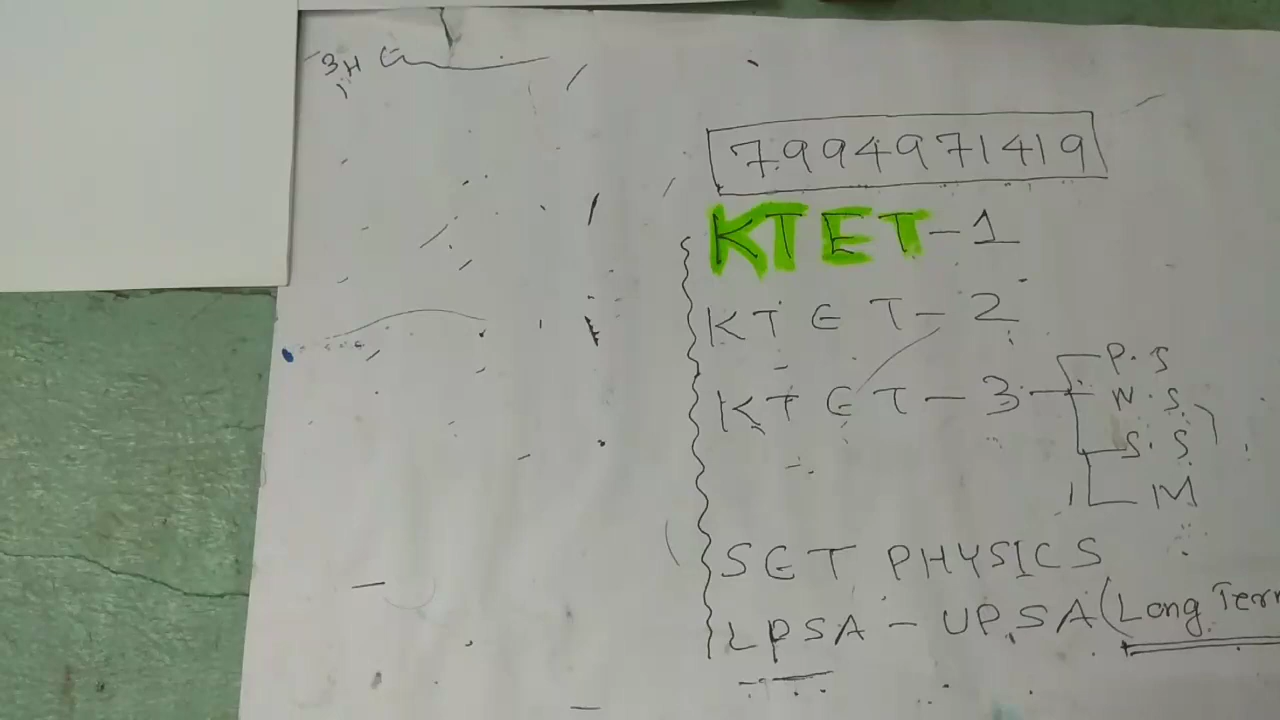 7994971419
KTET-1
KTET-2
KTET-3
P.S
N.S
S.S
M
SET PHYSICS
LPSA - UPSA (Long Term